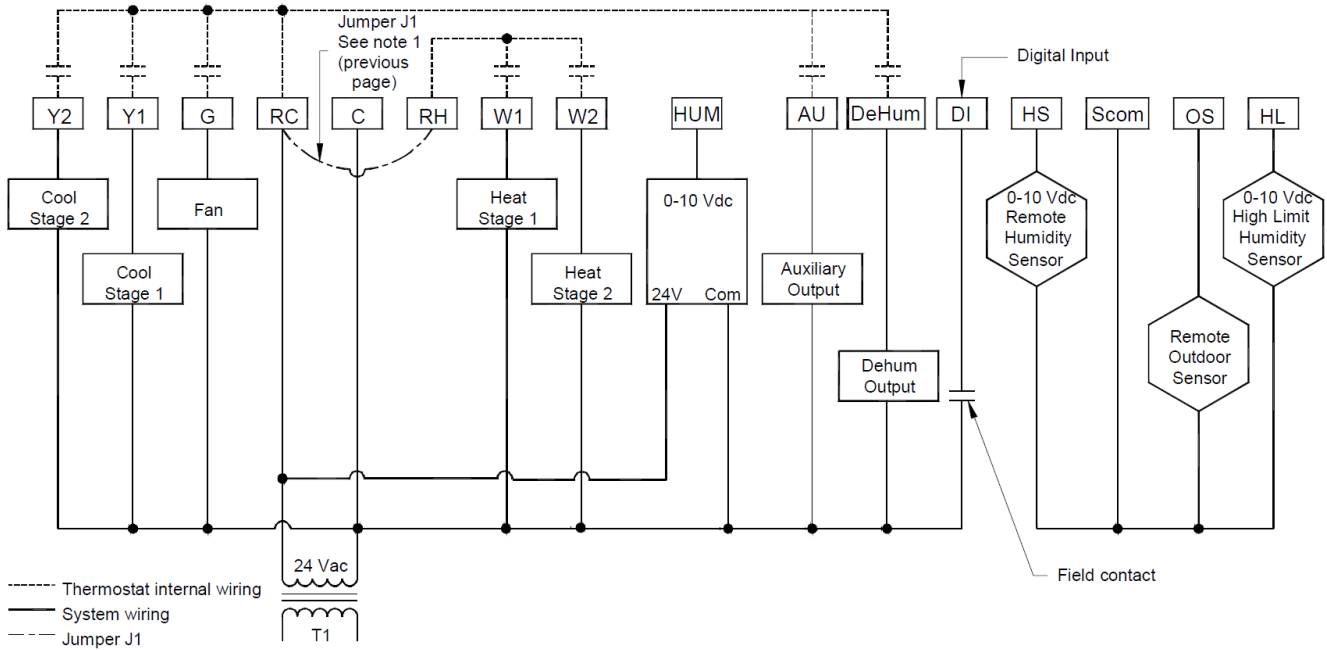 Jumper J1
See note 1
(previous
page)
Digital Input
Y2
Y1
G
RC
C
RH
W1
W2
HUM
AU
DeHum
DI
HS
Scom
OS
HL
Cool
Stage 2
Fan
Heat
Stage 1
0-10 Vdc
0-10 Vdc
Remote
Humidity
Sensor
0-10 Vdc
High Limit
Humidity
Sensor
Cool
Stage 1
Heat
Stage 2
24V
Com
Auxiliary
Output
Remote
Outdoor
Sensor
Dehum
Output
24 Vac
Field contact
Thermostat internal wiring
System wiring
Jumper J1
T1